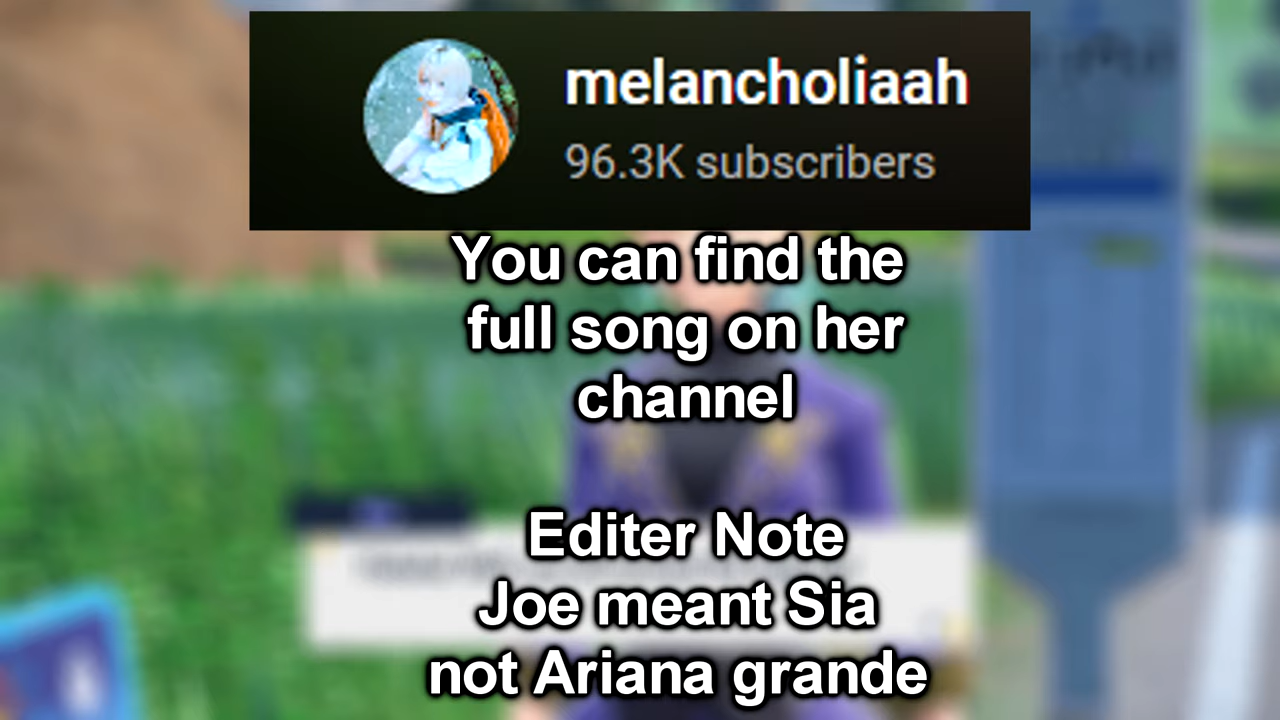 melancholiaah
96.3K subscribers
You can find the
full song on her
channel
Editer Note
Joe meant Sia
not Ariana grande